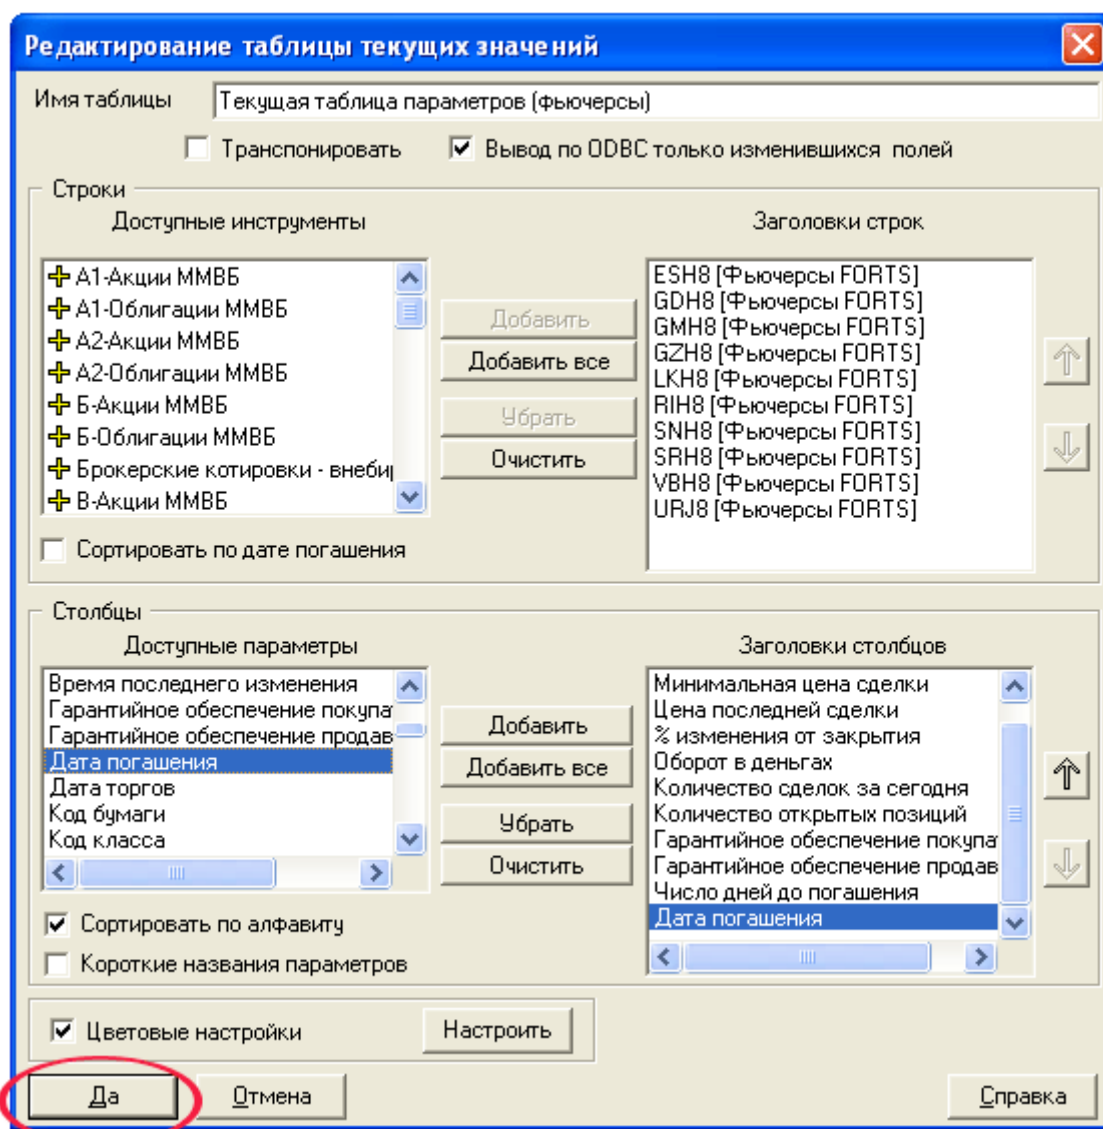 Редактирование таблицы текущих значений
Имя таблицы
Текущая таблица параметров (фьючерсы)
Транспонировать
Вывод по ODBC только изменившихся полей
Строки
Доступные инструменты
Заголовки строк
А1-Акции ММВБ
А1-Облигации ММВБ
А2-Акции ММВБ
А2-Облигации ММВБ
Б-Акции ММВБ
Б-Облигации ММВБ
Брокерские котировки - внебир
В-Акции ММВБ
Добавить
Добавить все
Убрать
Очистить
ESH8 [Фьючерсы FORTS]
GDH8 [Фьючерсы FORTS]
GMH8 [Фьючерсы FORTS]
GZH8 [Фьючерсы FORTS]
LKH8 [Фьючерсы FORTS]
RIH8 [Фьючерсы FORTS]
SNH8 [Фьючерсы FORTS]
SRH8 [Фьючерсы FORTS]
VBH8 [Фьючерсы FORTS]
URJ8 [Фьючерсы FORTS]
Сортировать по дате погашения
Столбцы
Доступные параметры
Заголовки столбцов
Время последнего изменения
Гарантийное обеспечение покупат
Гарантийное обеспечение продав
Дата погашения
Дата торгов
Код бумаги
Код класса
Добавить
Добавить все
Убрать
Очистить
Минимальная цена сделки
Цена последней сделки
% изменения от закрытия
Оборот в деньгах
Количество сделок за сегодня
Количество открытых позиций
Гарантийное обеспечение покупат
Гарантийное обеспечение продав
Число дней до погашения
Дата погашения
Сортировать по алфавиту
Короткие названия параметров
Цветовые настройки
Настроить
Да
Отмена
Справка